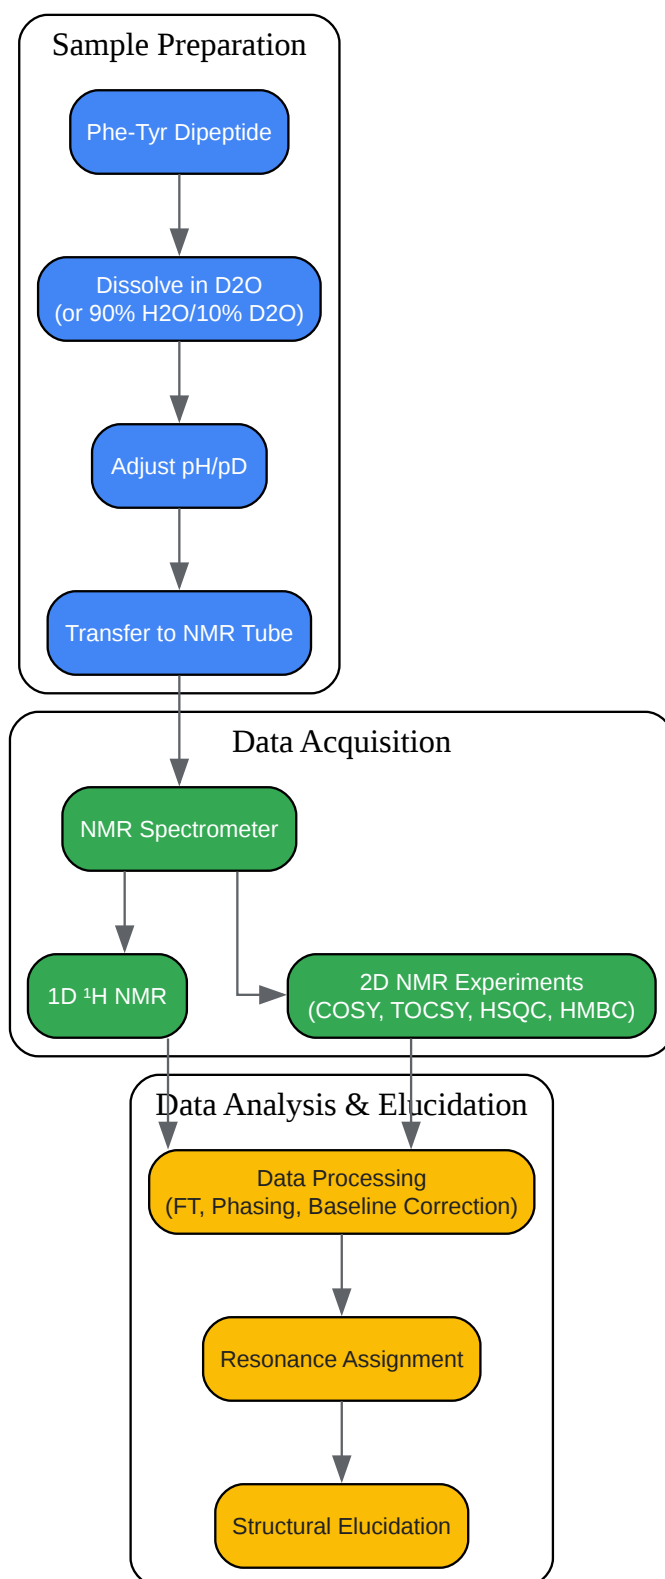 Sample Preparation
Phe-Tyr Dipeptide
Dissolve in D2O
(or 90% H2O/10% D2O)
Adjust pH/pD
Transfer to NMR Tube
Data Acquisition
NMR Spectrometer
1D ¹H NMR
2D NMR Experiments
(COSY, TOCSY, HSQC, HMBC)
Data Analysis & Elucidation
Data Processing
(FT, Phasing, Baseline Correction)
Resonance Assignment
Structural Elucidation